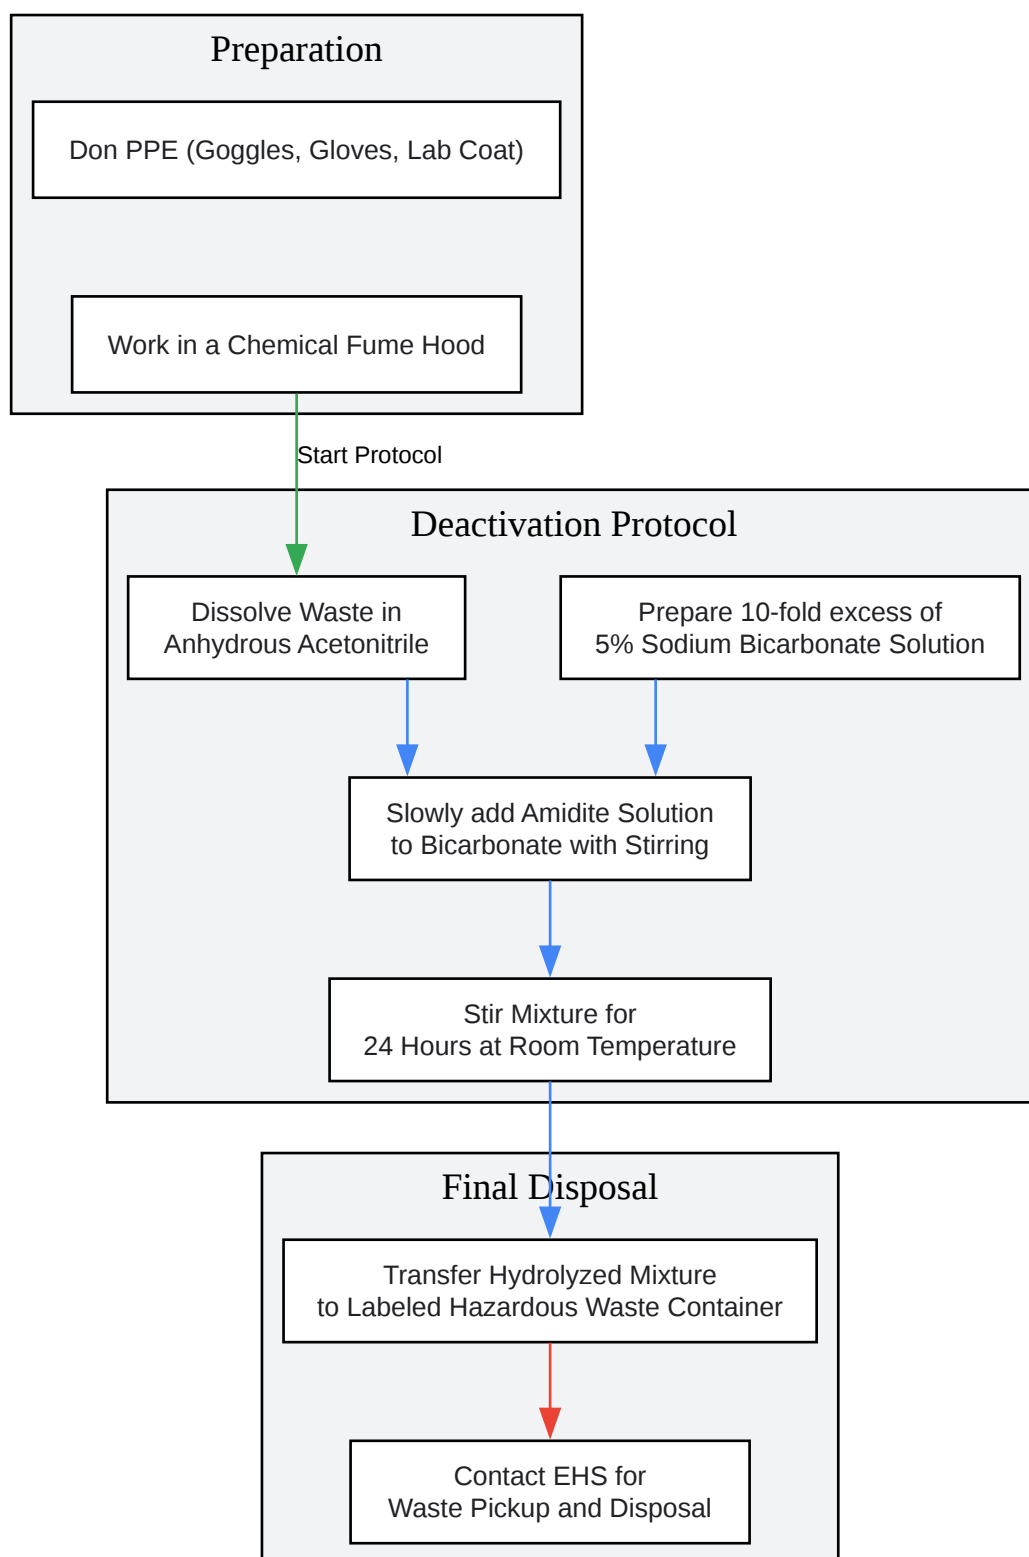 Preparation
Don PPE (Goggles, Gloves, Lab Coat)
Work in a Chemical Fume Hood
Start Protocol
Deactivation Protocol
Dissolve Waste in
Anhydrous Acetonitrile
Prepare 10-fold excess of
5% Sodium Bicarbonate Solution
Slowly add Amidite Solution
to Bicarbonate with Stirring
Stir Mixture for
24 Hours at Room Temperature
Final Disposal
Transfer Hydrolyzed Mixture
to Labeled Hazardous Waste Container
Contact EHS for
Waste Pickup and Disposal